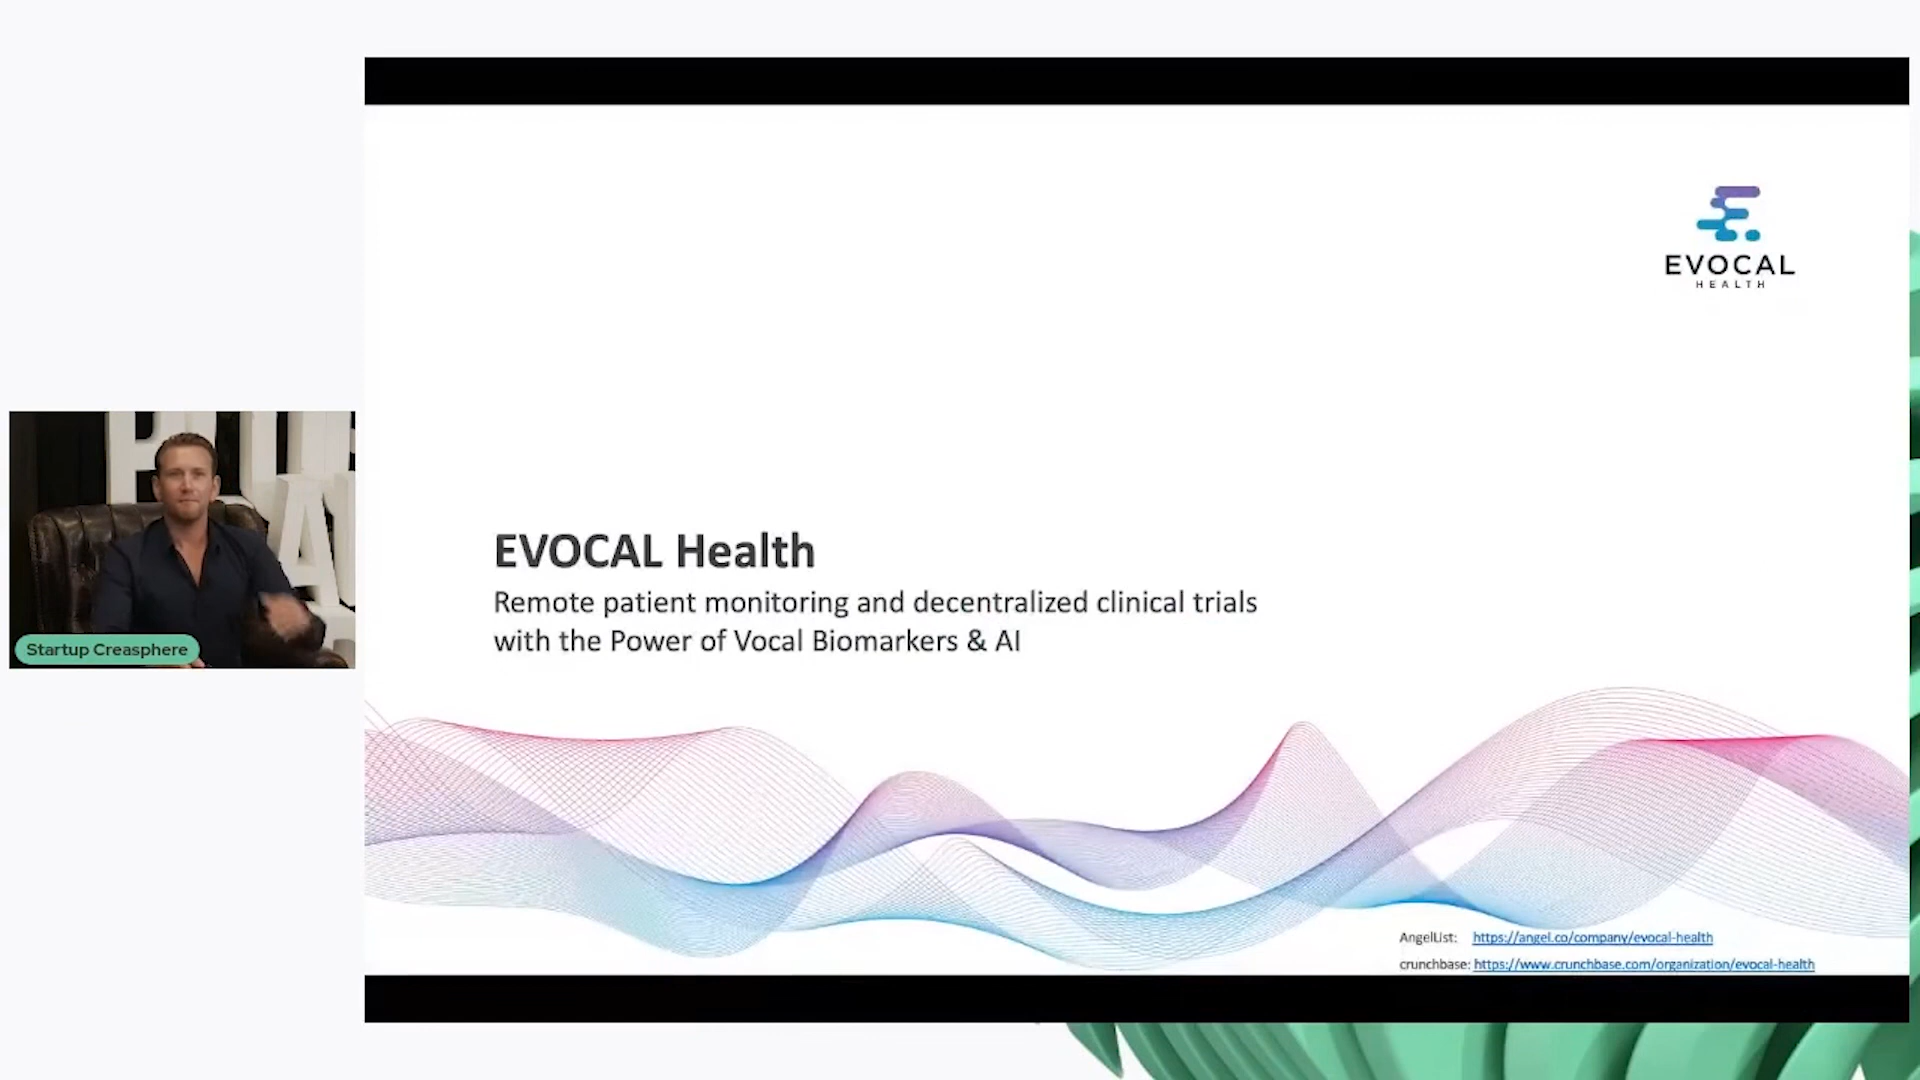 EVOCAL
HEALTH
EVOCAL Health
Remote patient monitoring and decentralized clinical trials
with the Power of Vocal Biomarkers & AI
Startup Creasphere
AngelList: https://angel.co/company/evocal-health
crunchbase: https://www.crunchbase.com/organization/evocal-health